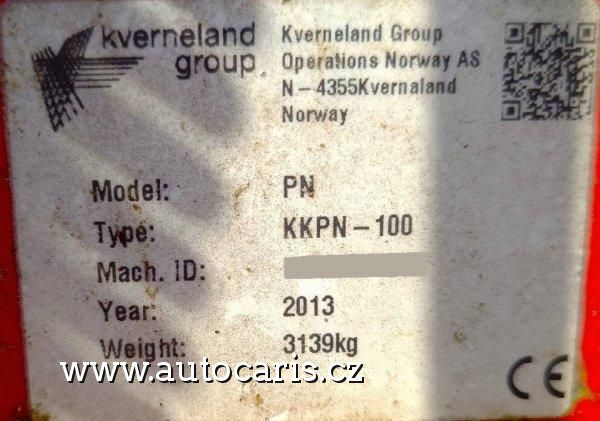 kverneland
group
Kverneland Group
Operations Norway AS
N-4355Kvernaland
Norway
Model: PN
Type: KKPN-100
Mach. ID:
Year: 2013
Weight: 3139kg
www.autocaris.cz
CE